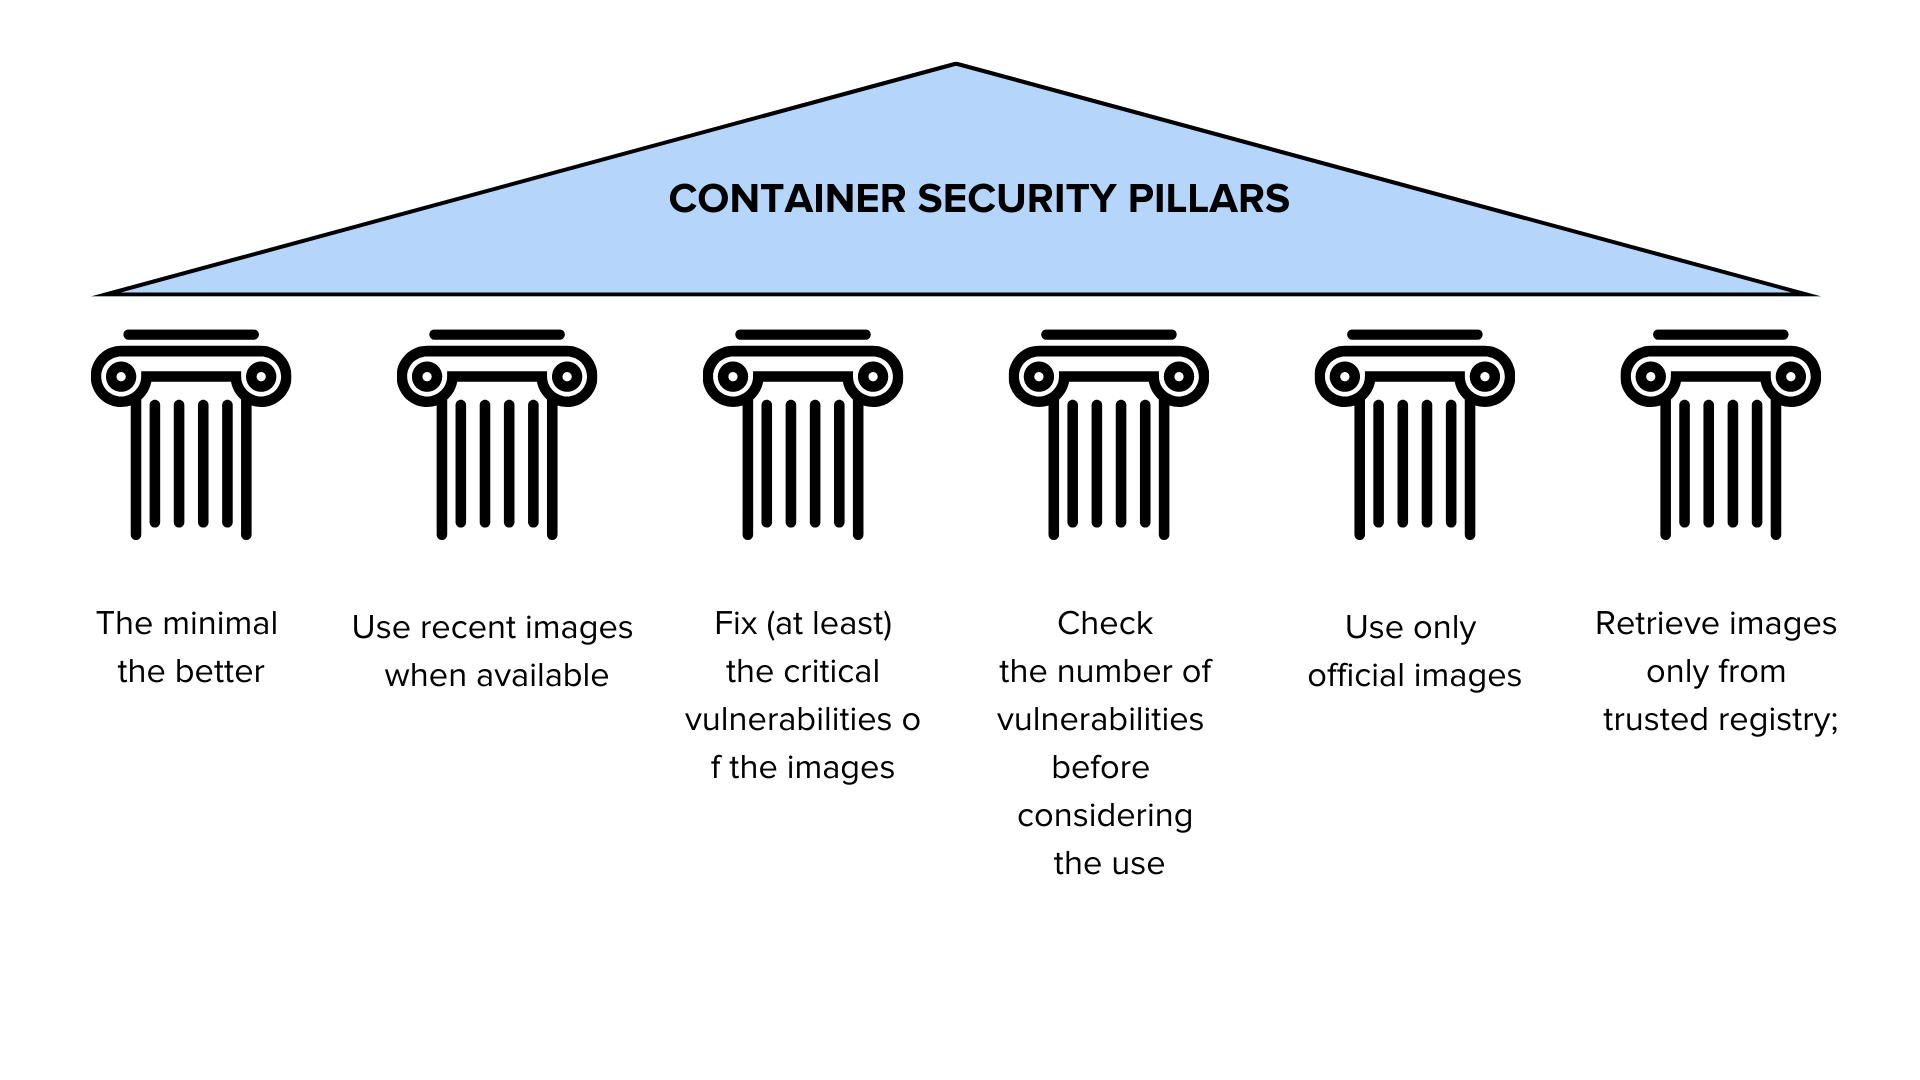 CONTAINER SECURITY PILLARS
The minimal
the better
Use recent images
when available
Fix (at least)
the critical
vulnerabilities o
f the images
Check
the number of
vulnerabilities
before
considering
the use
Use only
official images
Retrieve images
only from
trusted registry;